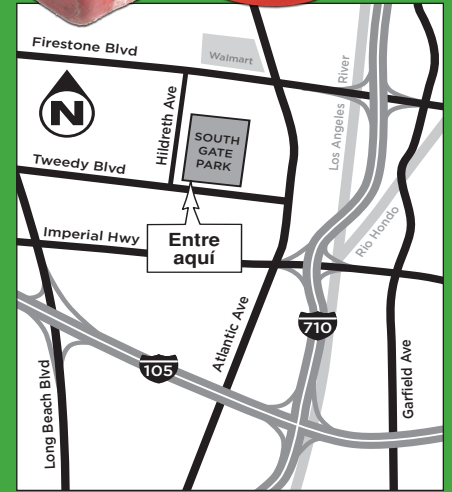 Firestone Blvd
Walmart
N
Hildreth Ave
SOUTH
GATE
PARK
Los Angeles River
Tweedy Blvd
Rio Hondo
Imperial Hwy
Entre
aquí
Atlantic Ave
710
105
Long Beach Blvd
Garfield Ave